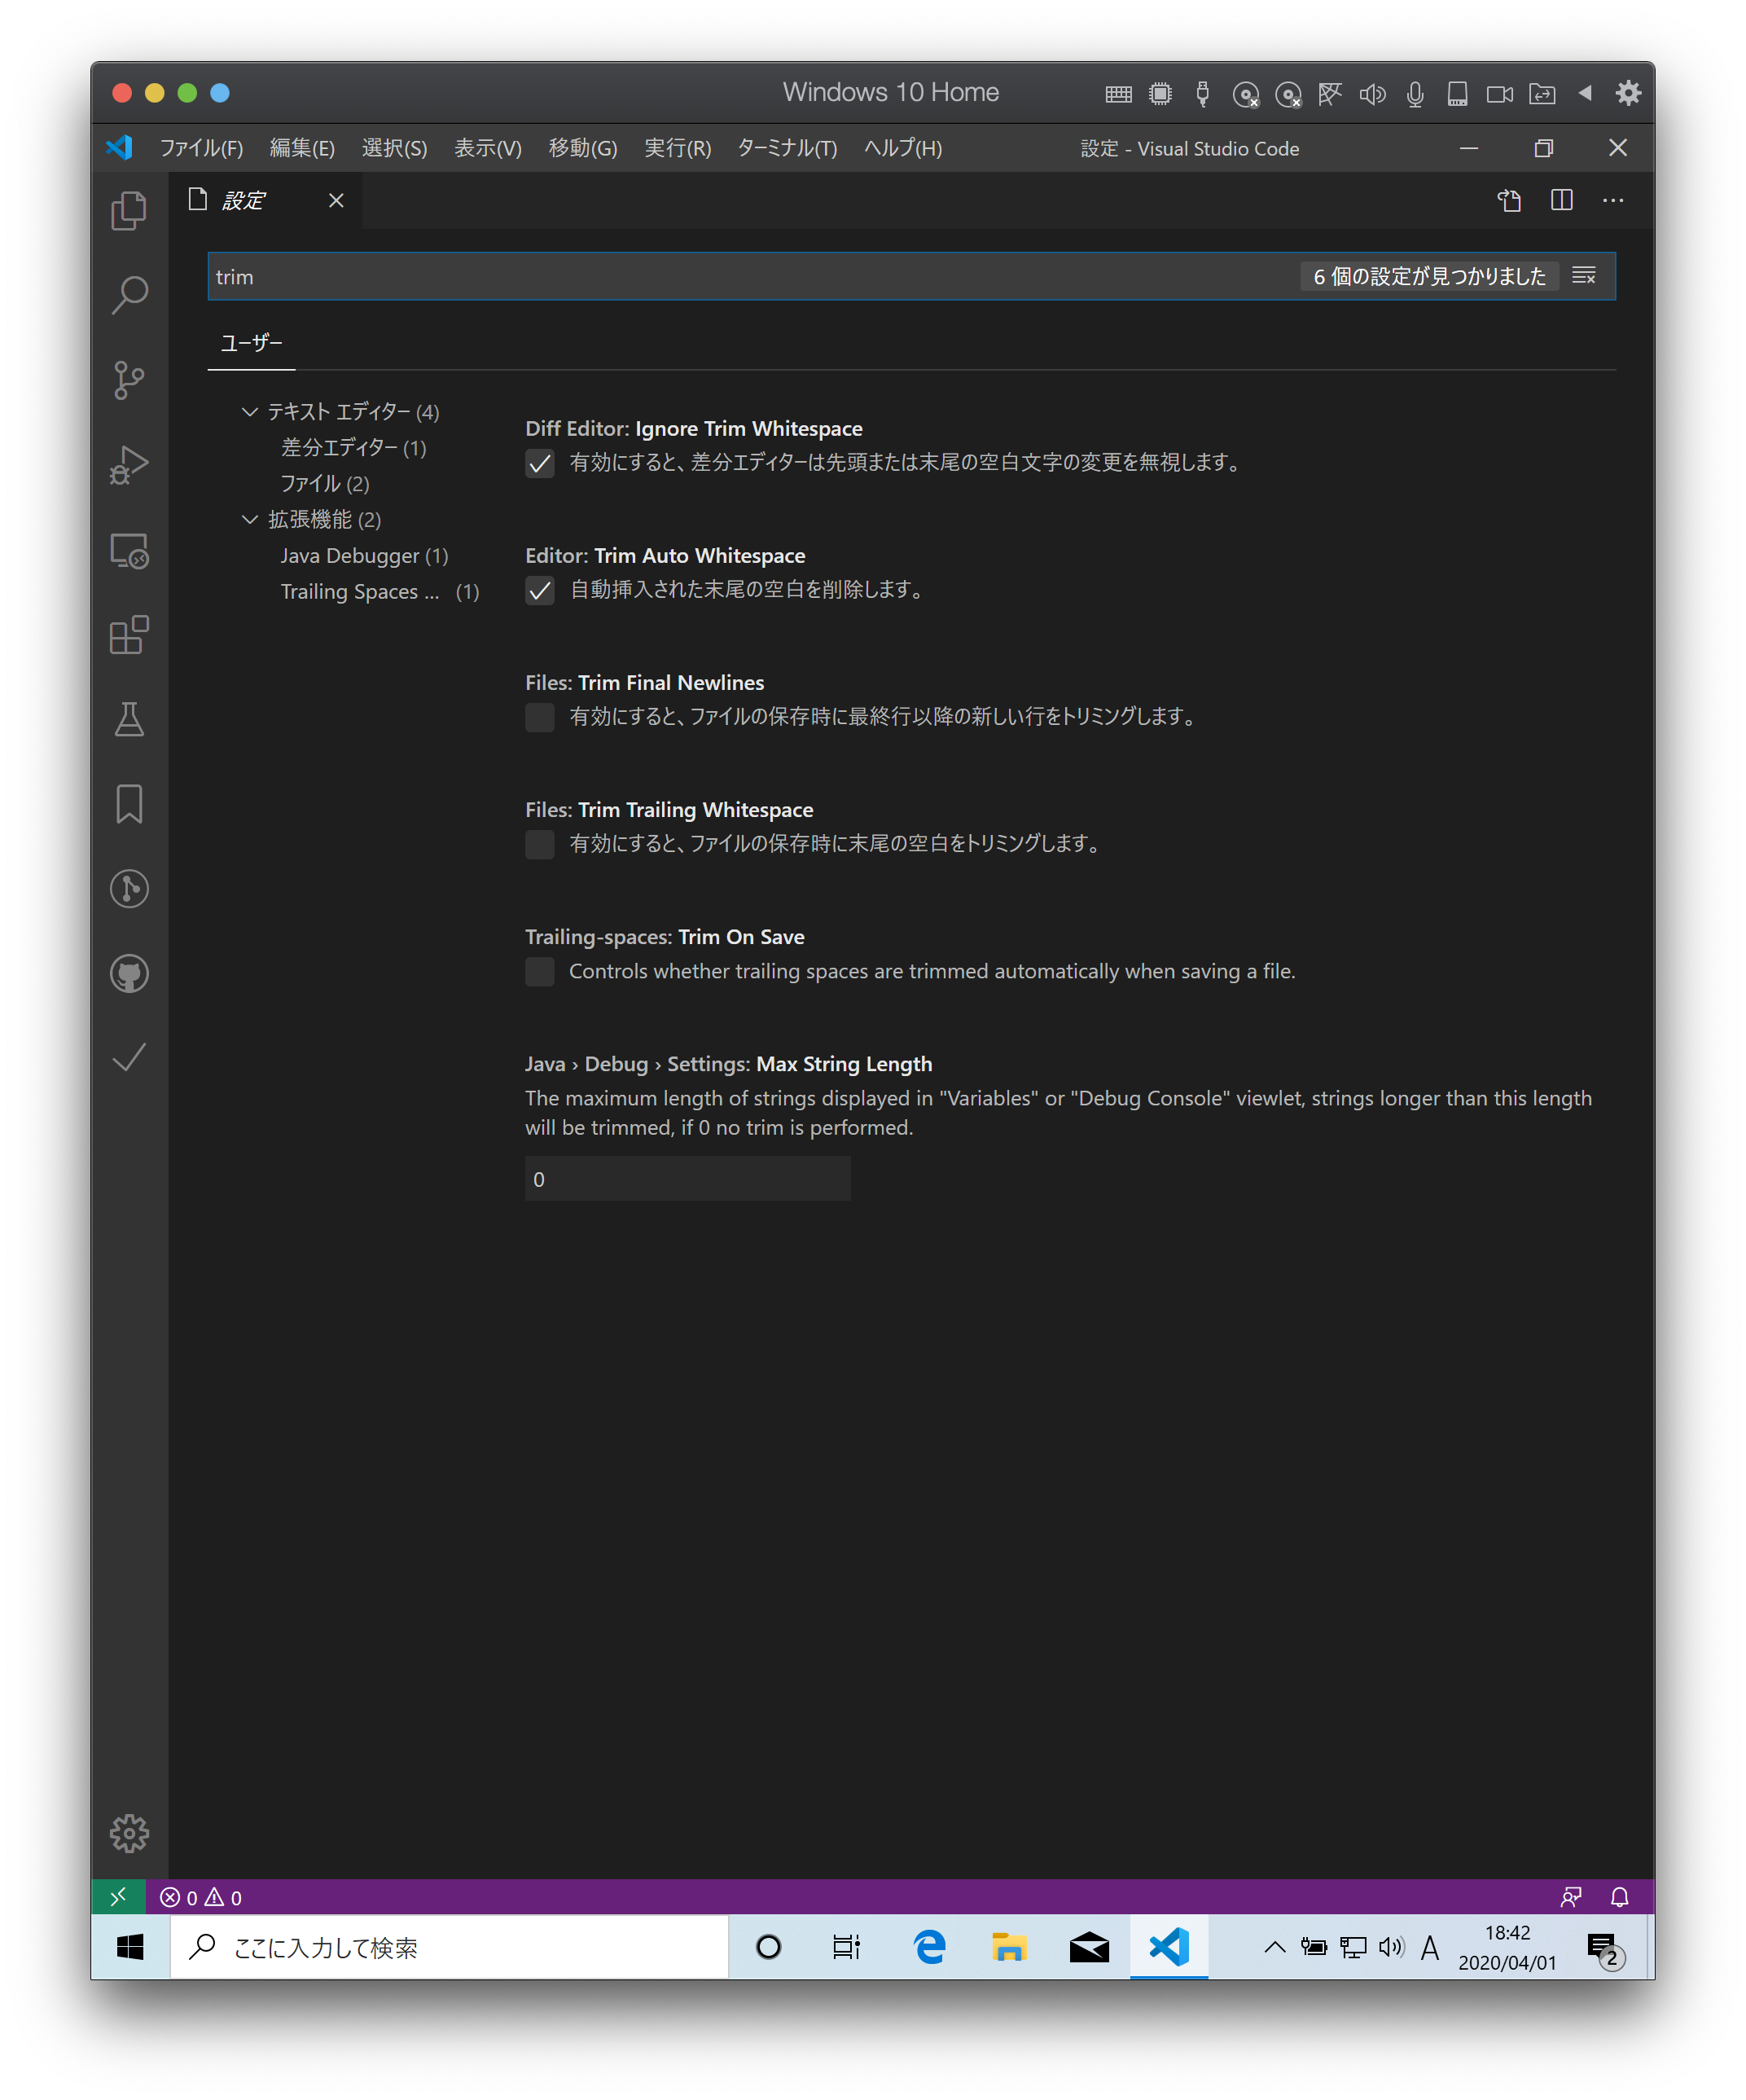 Windows 10 Home
ファイル(F) 編集(E) 選択(S) 表示(V) 移動(G) 実行(R) ターミナル(T) ヘルプ(H) 設定 - Visual Studio Code
設定
trim 6 個の設定が見つかりました
ユーザー
テキスト エディター (4)
差分エディター (1)
ファイル (2)
拡張機能 (2)
Java Debugger (1)
Trailing Spaces ... (1)
Diff Editor: Ignore Trim Whitespace
有効にすると、差分エディターは先頭または末尾の空白文字の変更を無視します。
Editor: Trim Auto Whitespace
自動挿入された末尾の空白を削除します。
Files: Trim Final Newlines
有効にすると、ファイルの保存時に最終行以降の新しい行をトリミングします。
Files: Trim Trailing Whitespace
有効にすると、ファイルの保存時に末尾の空白をトリミングします。
Trailing-spaces: Trim On Save
Controls whether trailing spaces are trimmed automatically when saving a file.
Java › Debug › Settings: Max String Length
The maximum length of strings displayed in "Variables" or "Debug Console" viewlet, strings longer than this length
will be trimmed, if 0 no trim is performed.
0
0 0
ここに入力して検索
A
18:42
2020/04/01
2